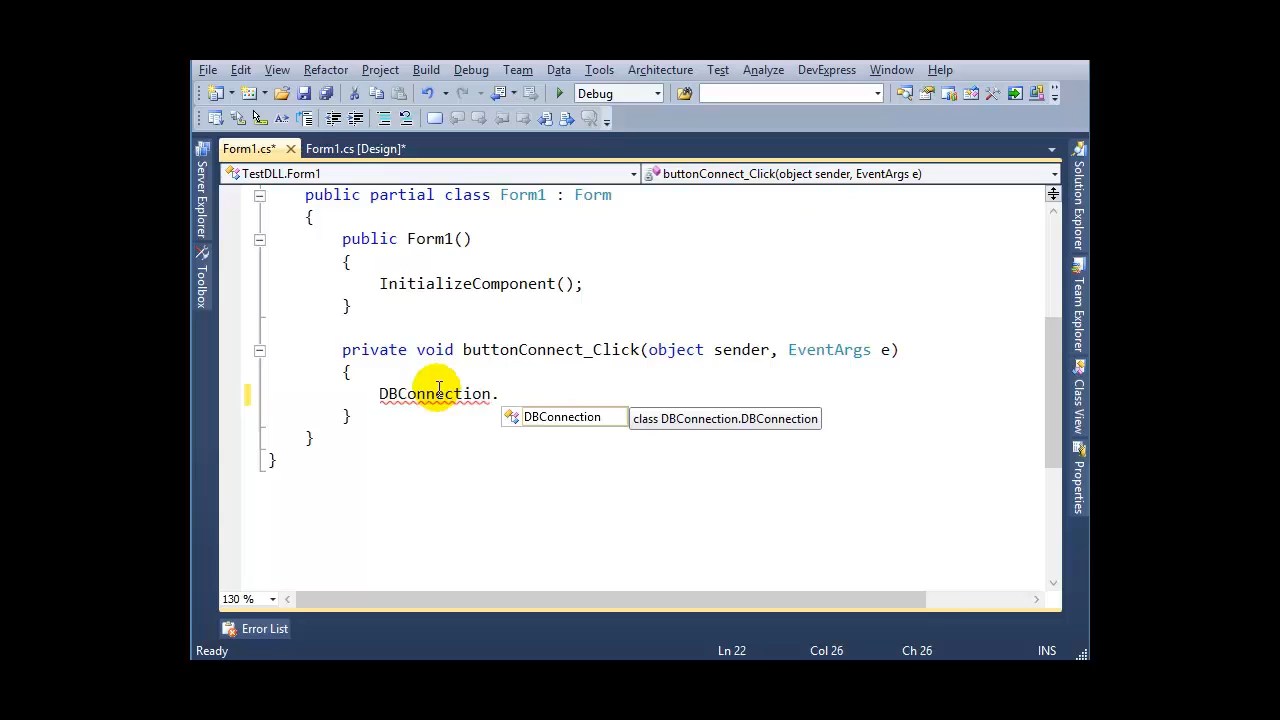 File Edit View Refactor Project Build Debug Team Data Tools Architecture Test Analyze DevExpress Window Help
Debug
Form1.cs* Form1.cs [Design]*
TestDLL.Form1 buttonConnect_Click(object sender, EventArgs e)
Server Explorer
Toolbox
public partial class Form1 : Form
{
public Form1()
{
InitializeComponent();
}
private void buttonConnect_Click(object sender, EventArgs e)
{
DBConnection.
DBConnection class DBConnection.DBConnection
}
}
}
Solution Explorer
Team Explorer
Class View
Properties
130 %
Error List
Ready Ln 22 Col 26 Ch 26 INS